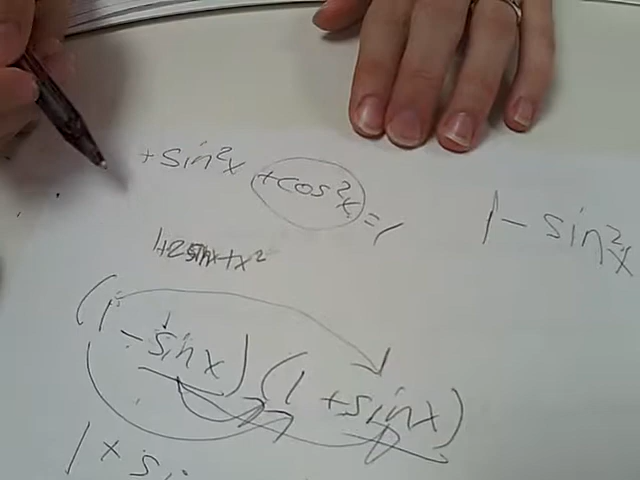 + sin²x + cos²x = 1
1 - sin²x
1 + 2sinx + x²
(1 - sinx) (1 + sinx)
1 × si